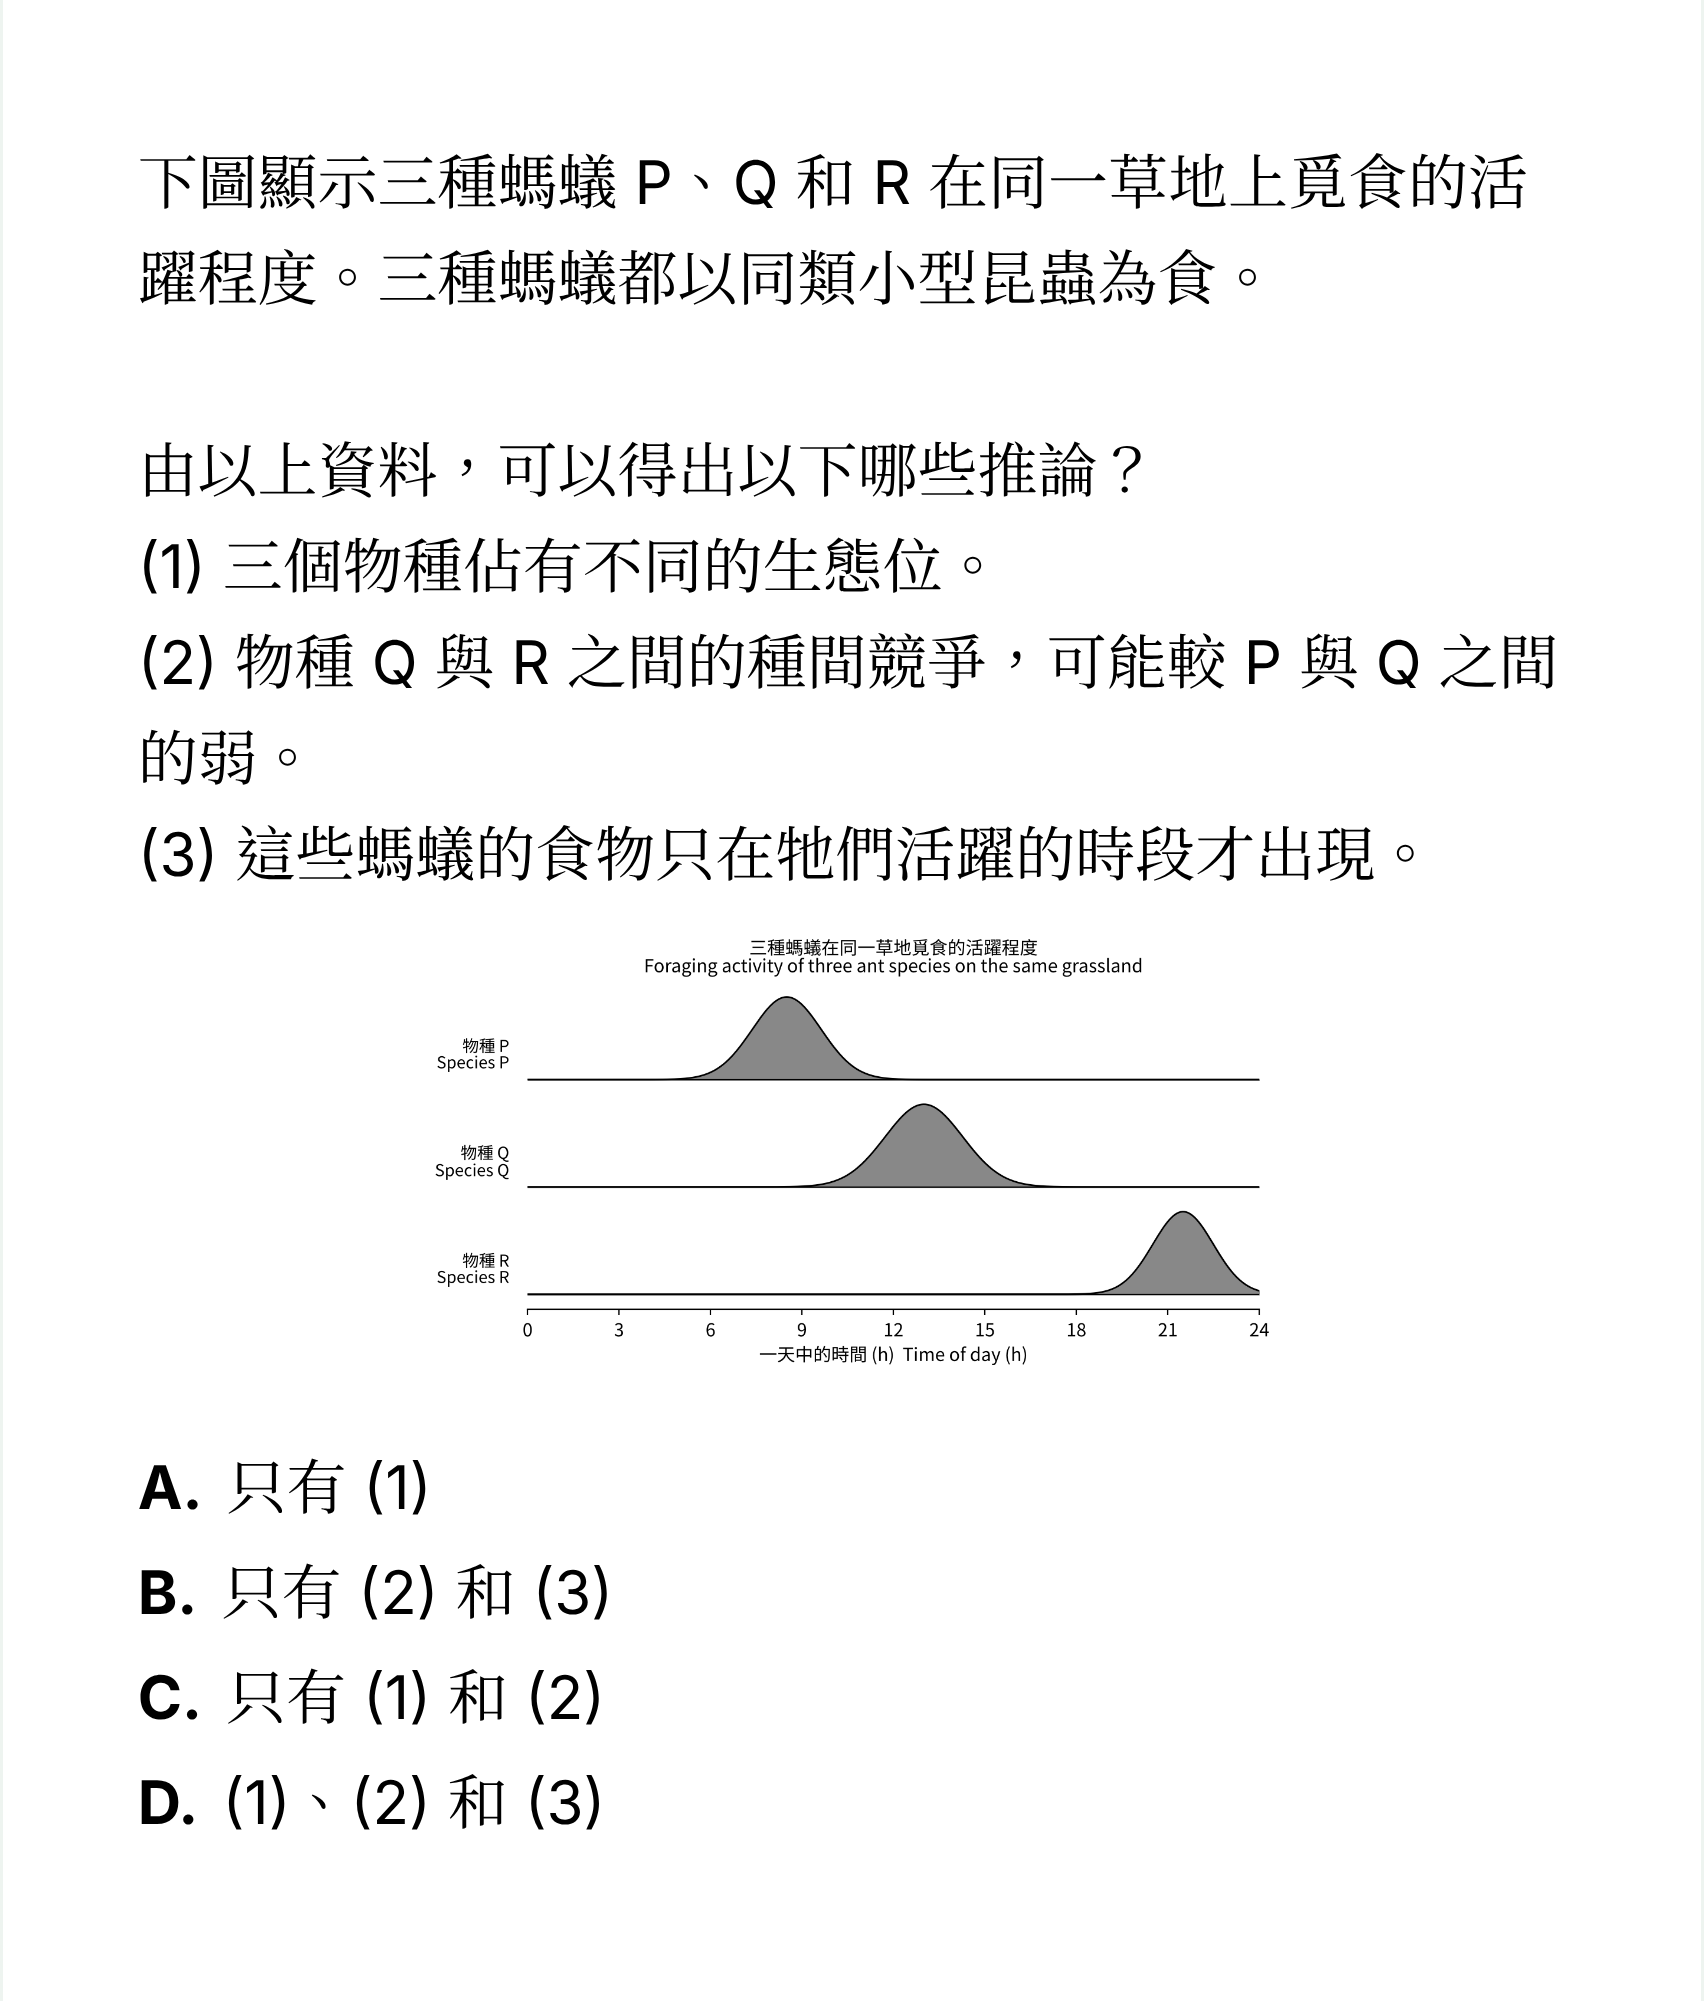 下圖顯示三種螞蟻 P、Q 和 R 在同一草地上覓食的活
躍程度。三種螞蟻都以同類小型昆蟲為食。
由以上資料，可以得出以下哪些推論？
(1) 三個物種佔有不同的生態位。
(2) 物種 Q 與 R 之間的種間競爭，可能較 P 與 Q 之間
的弱。
(3) 這些螞蟻的食物只在牠們活躍的時段才出現。
三種螞蟻在同一草地覓食的活躍程度
Foraging activity of three ant species on the same grassland
物種 P
Species P
物種 Q
Species Q
物種 R
Species R
0 3 6 9 12 15 18 21 24
一天中的時間 (h) Time of day (h)
A. 只有 (1)
B. 只有 (2) 和 (3)
C. 只有 (1) 和 (2)
D. (1)、(2) 和 (3)